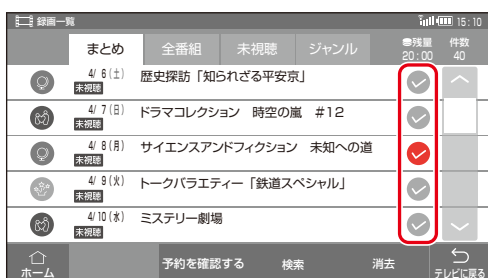 録画一覧 15:10
まとめ 全番組 未視聴 ジャンル 残量 件数
20:00 40
4/ 6(土) 歴史探訪「知られざる平安京」
未視聴
4/ 7(日) ドラマコレクション 時空の嵐 #12
未視聴
4/ 8(月) サイエンスアンドフィクション 未知への道
未視聴
4/ 9(火) トークバラエティー「鉄道スペシャル」
未視聴
4/10(水) ミステリー劇場
未視聴
ホーム 予約を確認する 検索 消去 テレビに戻る